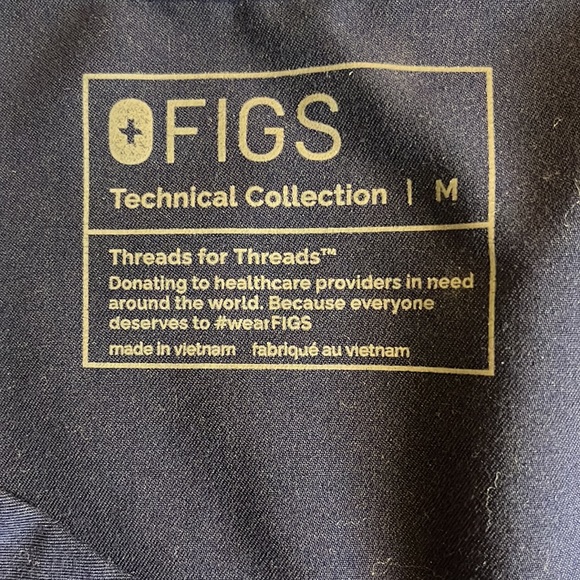 FIGS
Technical Collection | M
Threads for Threads™
Donating to healthcare providers in need
around the world. Because everyone
deserves to #wearFIGS
made in vietnam fabriqué au vietnam